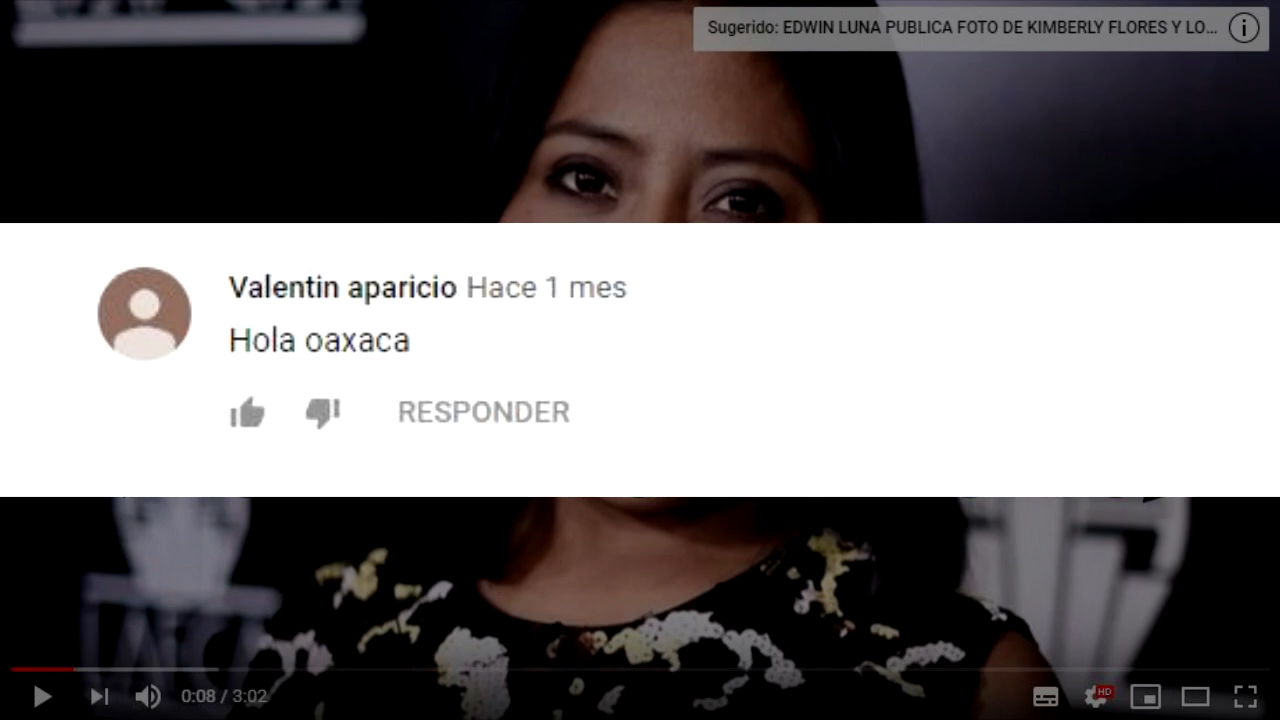 Sugerido: EDWIN LUNA PUBLICA FOTO DE KIMBERLY FLORES Y LO...
Valentin aparicio Hace 1 mes
Hola oaxaca
RESPONDER
0:08 / 3:02
HD